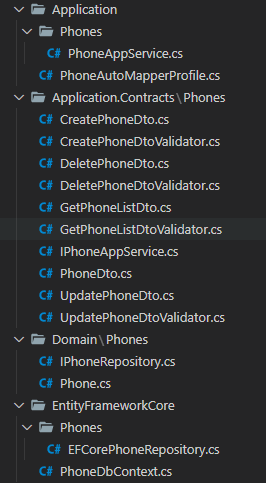 Application
Phones
C# PhoneAppService.cs
C# PhoneAutoMapperProfile.cs
Application.Contracts\Phones
C# CreatePhoneDto.cs
C# CreatePhoneDtoValidator.cs
C# DeletePhoneDto.cs
C# DeletePhoneDtoValidator.cs
C# GetPhoneListDto.cs
C# GetPhoneListDtoValidator.cs
C# IPhoneAppService.cs
C# PhoneDto.cs
C# UpdatePhoneDto.cs
C# UpdatePhoneDtoValidator.cs
Domain\Phones
C# IPhoneRepository.cs
C# Phone.cs
EntityFrameworkCore
Phones
C# EFCorePhoneRepository.cs
C# PhoneDbContext.cs